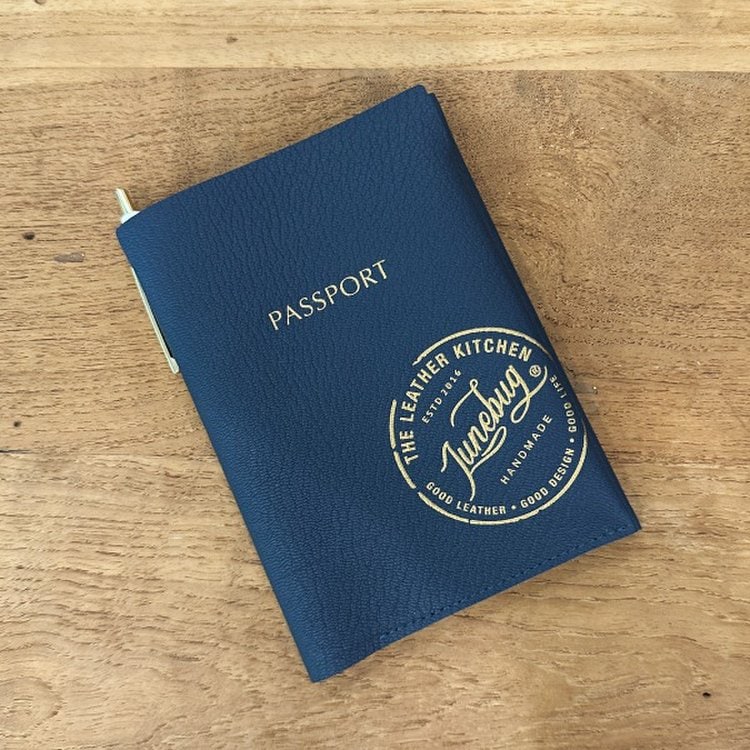 PASSPORT
THE LEATHER KITCHEN
ESTD 2016
Junebug®
HANDMADE
GOOD LEATHER • GOOD DESIGN • GOOD LIFE